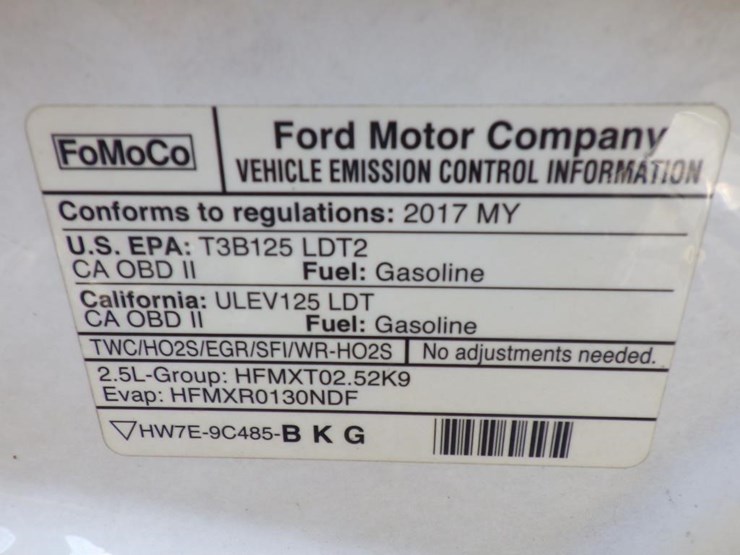 FoMoCo
Ford Motor Company
VEHICLE EMISSION CONTROL INFORMATION
Conforms to regulations: 2017 MY
U.S. EPA: T3B125 LDT2
CA OBD II Fuel: Gasoline
California: ULEV125 LDT
CA OBD II Fuel: Gasoline
TWC/HO2S/EGR/SFI/WR-HO2S No adjustments needed.
2.5L-Group: HFMXT02.52K9
Evap: HFMXR0130NDF
HW7E-9C485-B K G